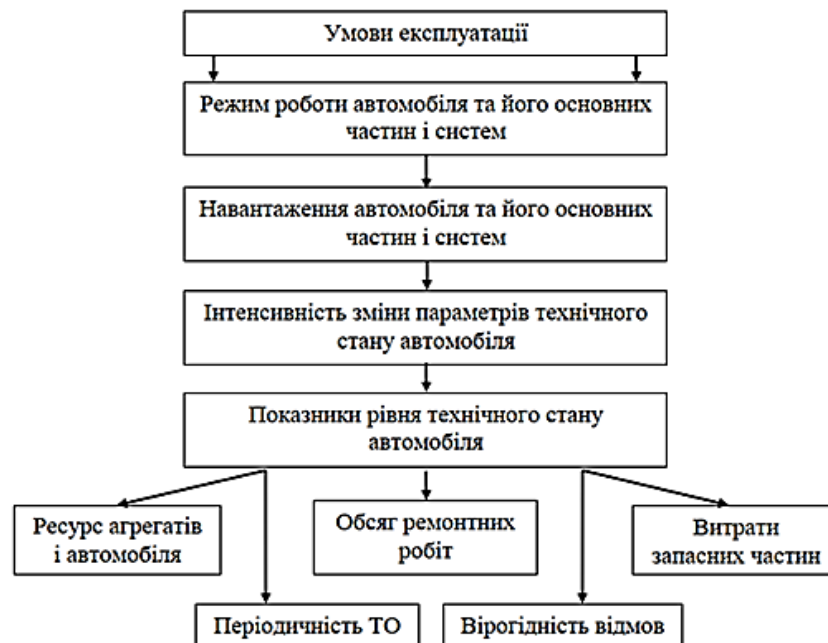 Умови експлуатації
Режим роботи автомобіля та його основних
частин і систем
Навантаження автомобіля та його основних
частин і систем
Інтенсивність зміни параметрів технічного
стану автомобіля
Показники рівня технічного стану
автомобіля
Ресурс агрегатів
і автомобіля
Обсяг ремонтних
робіт
Витрати
запасних частин
Періодичність ТО
Вірогідність відмов